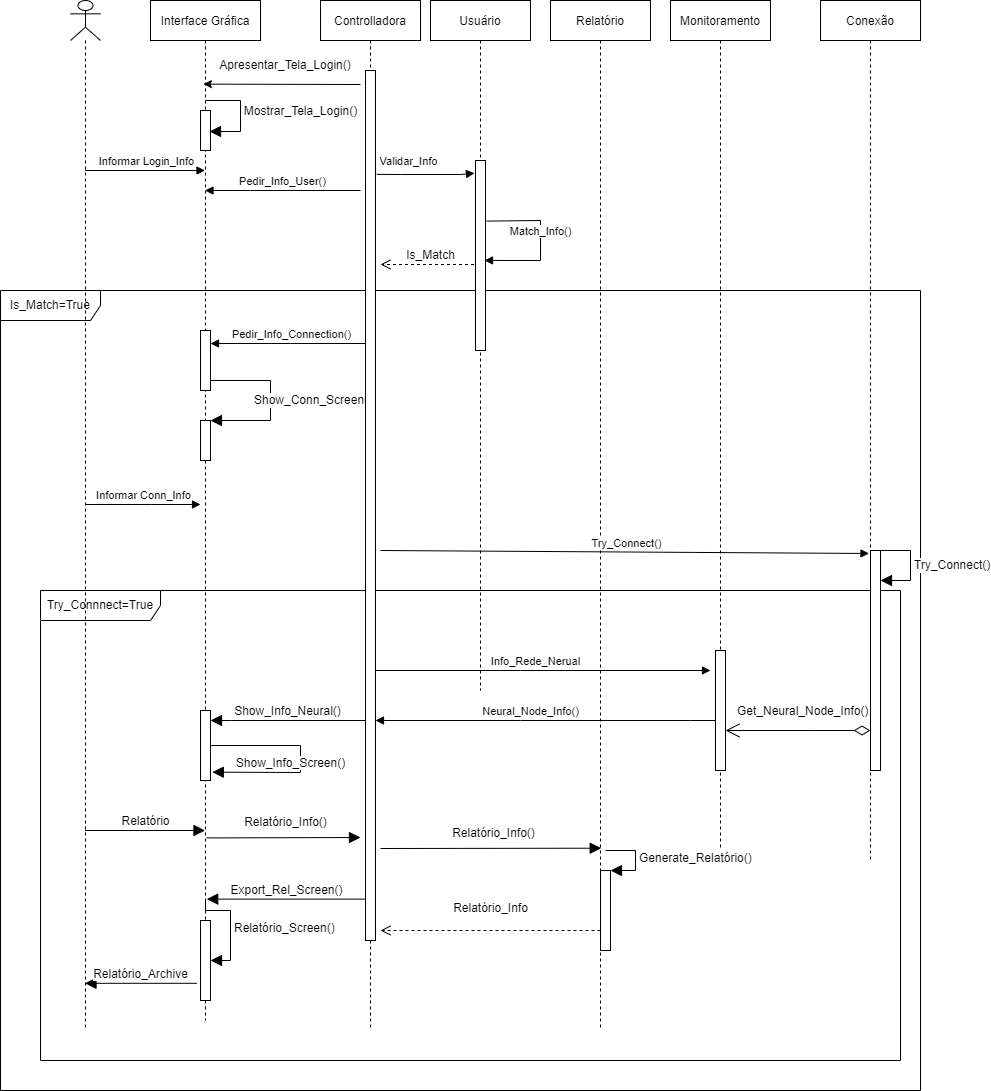 Interface Gráfica
Controlladora
Usuário
Relatório
Monitoramento
Conexão
Apresentar_Tela_Login()
Mostrar_Tela_Login()
Informar Login_Info
Validar_Info
Pedir_Info_User()
Match_Info()
Is_Match
Is_Match=True
Pedir_Info_Connection()
Show_Conn_Screen
Informar Conn_Info
Try_Connect()
Try_Connect()
Try_Connnect=True
Info_Rede_Nerual
Show_Info_Neural()
Neural_Node_Info()
Get_Neural_Node_Info()
Show_Info_Screen()
Relatório
Relatório_Info()
Relatório_Info()
Generate_Relatório()
Export_Rel_Screen()
Relatório_Info
Relatório_Screen()
Relatório_Archive